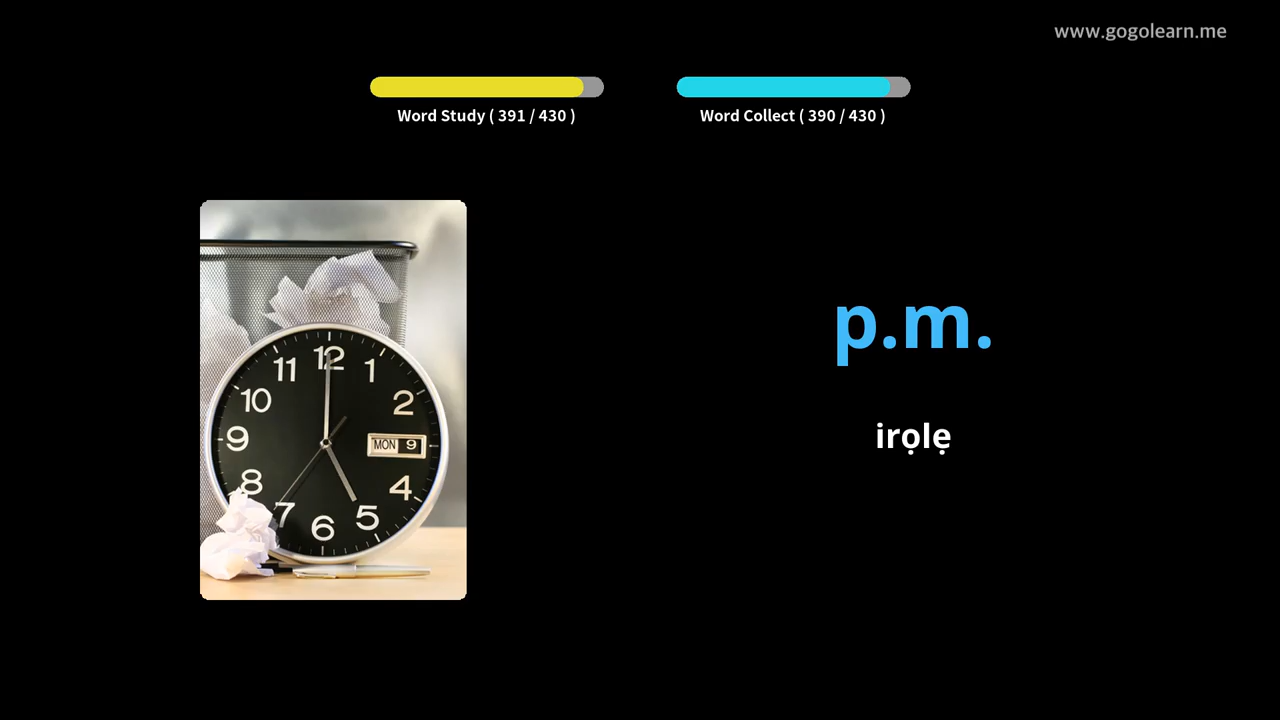 www.gogolearn.me
Word Study ( 391 / 430 )
Word Collect ( 390 / 430 )
12
11
1
10
2
9
MON 9
8
4
7
5
6
p.m.
irọlẹ